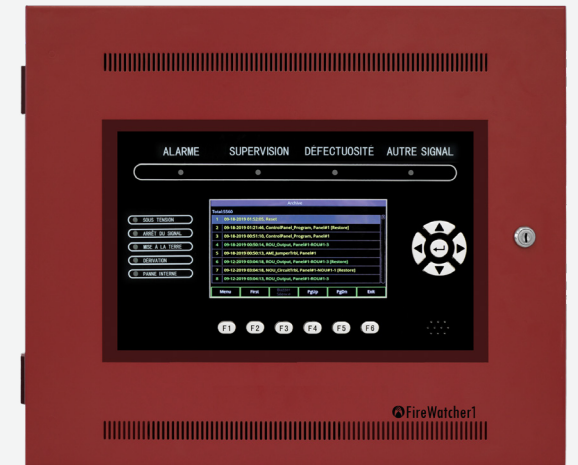 ALARME SUPERVISION DÉFECTUOSITÉ AUTRE SIGNAL
Archive
Total:5560
1 09-18-2019 01:52:05, Reset
2 09-18-2019 01:21:46, ControlPanel_Program, Panel#1 [Restore]
3 09-18-2019 00:51:10, ControlPanel_Program, Panel#1
4 09-18-2019 00:50:14, ROU_Output, Panel#1-ROU#1-3
5 09-18-2019 00:50:13, AME_JumperTrbl, Panel#1
6 09-12-2019 03:04:18, ROU_Output, Panel#1-ROU#1-3 [Restore]
7 09-12-2019 03:04:18, NOU_CircuitTrbl, Panel#1-NOU#1-1 [Restore]
8 09-12-2019 03:04:15, ROU_Output, Panel#1-ROU#1-3
Menu First PgUp PgDn Exit
SOUS TENSION
ARRÊT DU SIGNAL
MISE À LA TERRE
DÉRIVATION
PANNE INTERNE
F1 F2 F3 F4 F5 F6
FireWatcher1